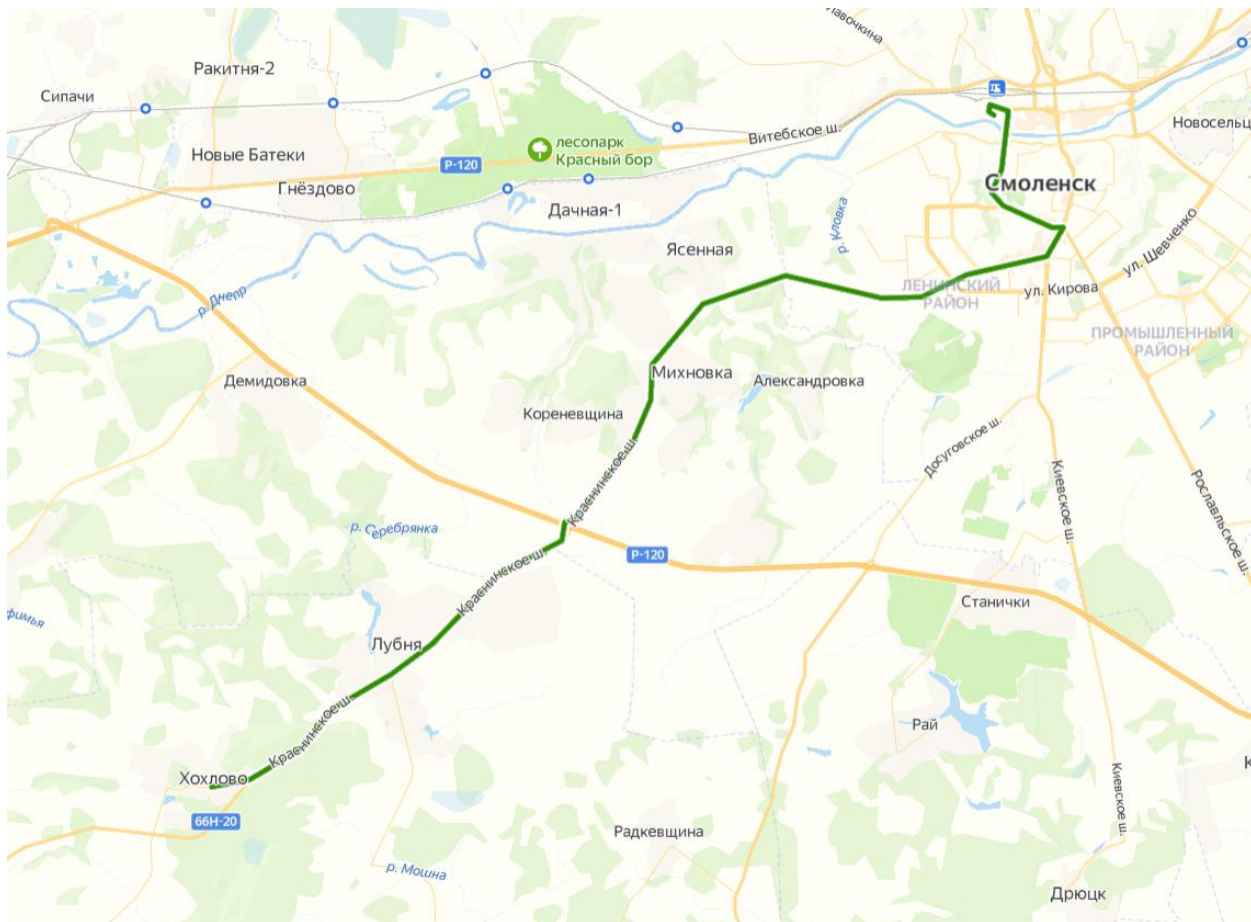 лавочкина
Ракитня-2
Сипачи
Новосельц
Витебское ш.
лесопарк
Красный бор
Новые Батеки
Р-120
Гнёздово
Смоленск
Дачная-1
р. Кловка
Ясенная
ул. Шевченко
ЛЕНИНСКИЙ
РАЙОН
ул. Кирова
р. Днепр
ПРОМЫШЛЕННЫЙ
РАЙОН
Демидовка
Михновка
Александровка
Кореневщина
Досуговское ш.
Краснинское ш.
Киевское ш.
Рославльское ш.
р. Серебрянка
Р-120
Краснинское ш.
Станички
фимья
Лубня
Краснинское ш.
Рай
Хохлово
К
66Н-20
Киевское ш.
Радкевщина
р. Мошна
Дрюцк